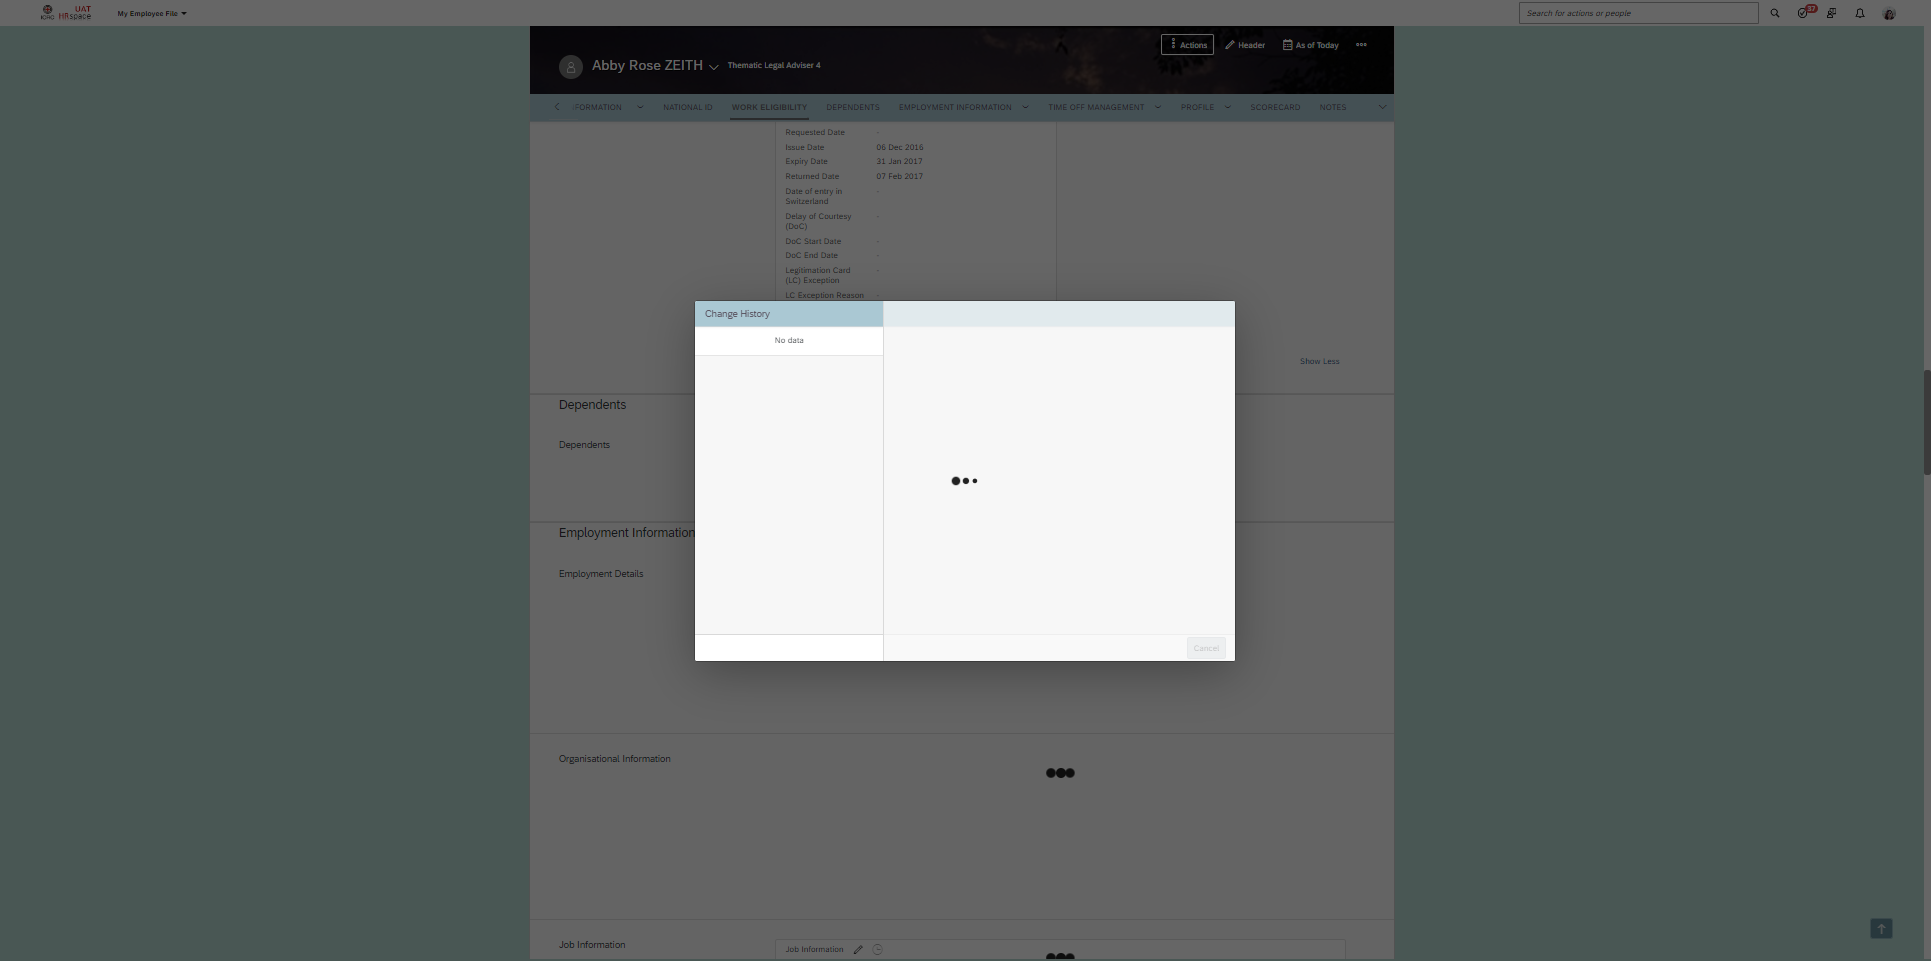 UAT
ICRC HRspace
My Employee File
Search for actions or people
37
Actions
Header
As of Today
Abby Rose ZEITH
Thematic Legal Adviser 4
FORMATION
NATIONAL ID
WORK ELIGIBILITY
DEPENDENTS
EMPLOYMENT INFORMATION
TIME OFF MANAGEMENT
PROFILE
SCORECARD
NOTES
Requested Date -
Issue Date 06 Dec 2016
Expiry Date 31 Jan 2017
Returned Date 07 Feb 2017
Date of entry in -
Switzerland
Delay of Courtesy -
(DoC)
DoC Start Date -
DoC End Date -
Legitimation Card -
(LC) Exception
LC Exception Reason -
Change History
No data
Show Less
Dependents
Dependents
Employment Information
Employment Details
Cancel
Organisational Information
Job Information
Job Information